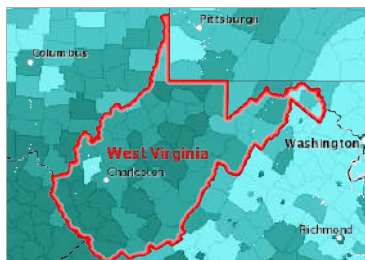 Pittsburgh
Columbus
Washington
West Virginia
Charleston
Richmond